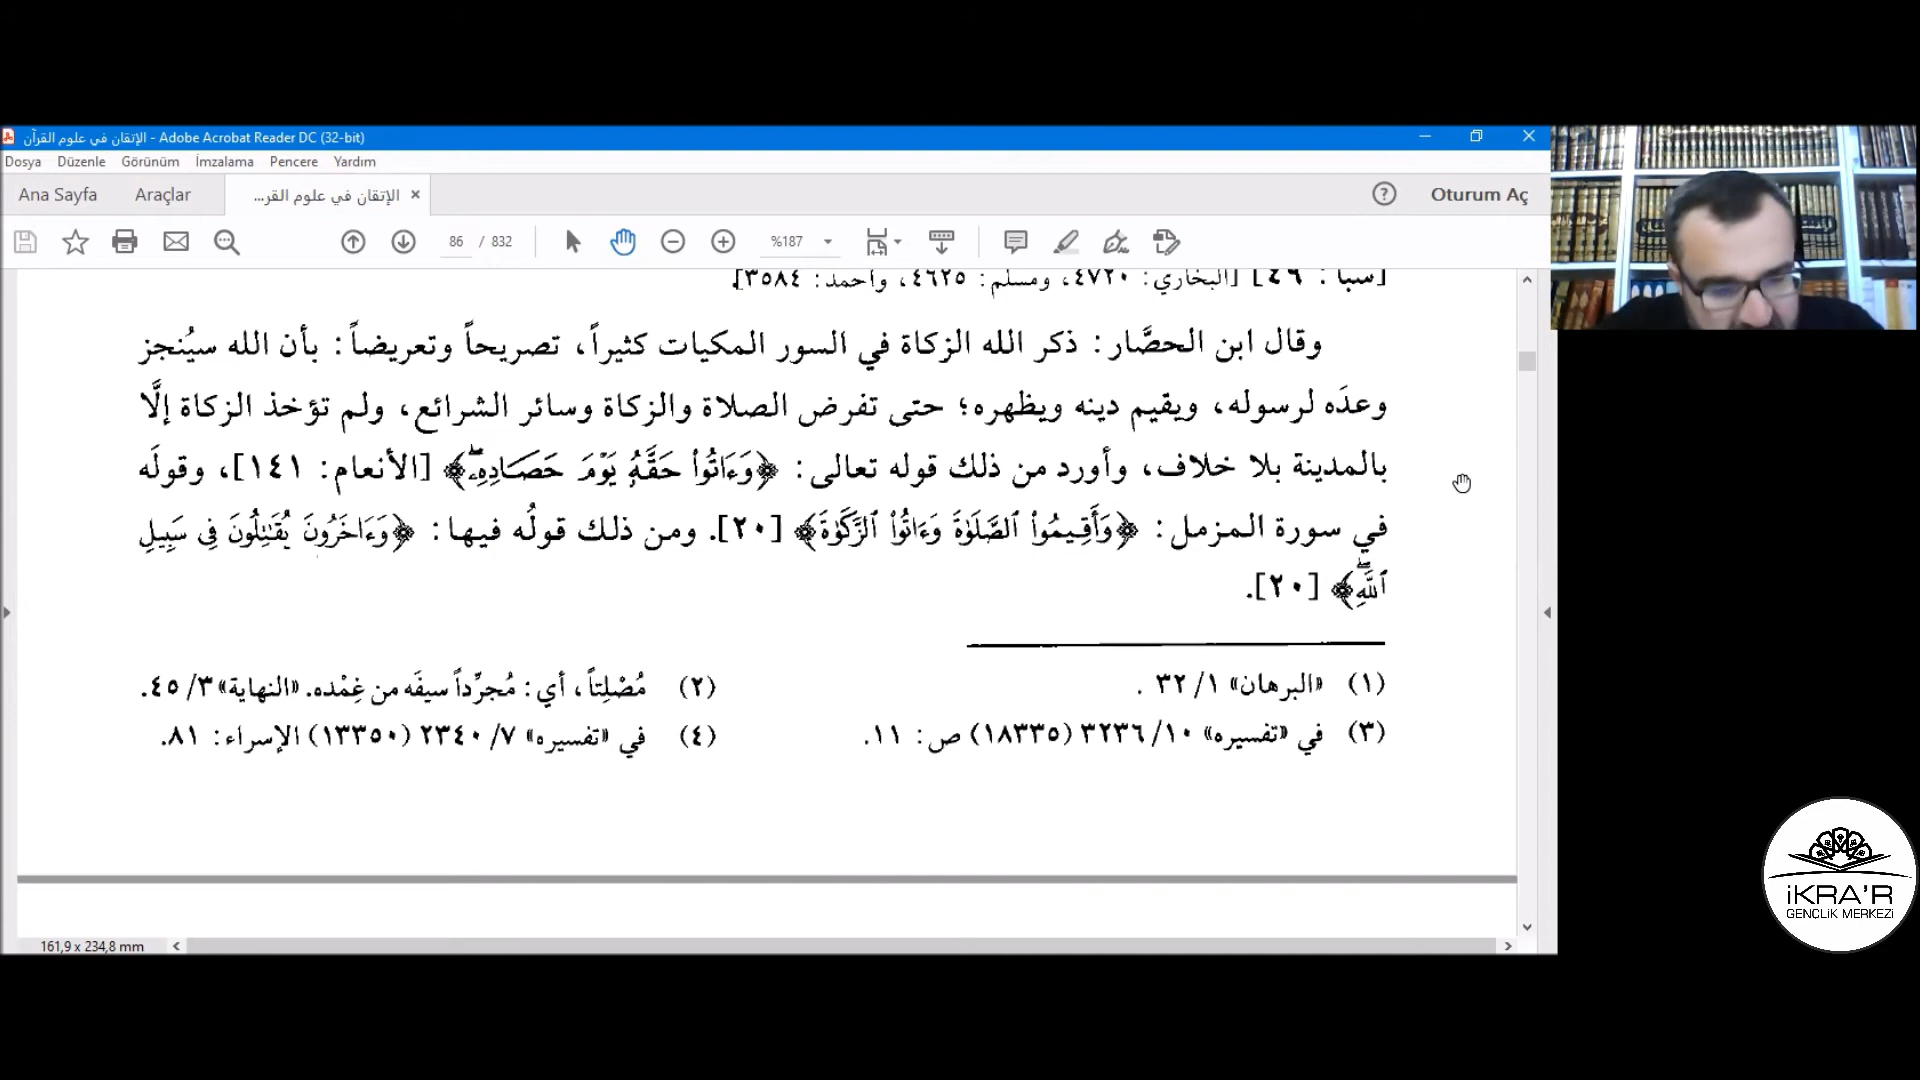 الإتقان في علوم القرآن - Adobe Acrobat Reader DC (32-bit)
Dosya Düzenle Görünüm İmzalama Pencere Yardım
Ana Sayfa Araçlar الإتقان في علوم القر... × ? Oturum Aç
86 / 832 %187
[سبأ: ٤٩] [البخاري: ٤٧٢٠، ومسلم: ٤٦٢٥، وأحمد: ٣٥٨٤].
وقال ابن الحصَّار: ذكر الله الزكاة في السور المكيات كثيراً، تصريحاً وتعريضاً: بأن الله سيُنجز
وعدَه لرسوله، ويقيم دينه ويظهره؛ حتى تفرض الصلاة والزكاة وسائر الشرائع، ولم تؤخذ الزكاة إلَّا
بالمدينة بلا خلاف، وأورد من ذلك قوله تعالى: ﴿وَءَاتُوا۟ حَقَّهُۥ يَوْمَ حَصَادِهِۦۖ﴾ [الأنعام: ١٤١]، وقولَه
في سورة المزمل: ﴿وَأَقِيمُوا۟ ٱلصَّلَوٰةَ وَءَاتُوا۟ ٱلزَّكَوٰةَ﴾ [٢٠]. ومن ذلك قولُه فيها: ﴿وَءَاخَرُونَ يُقَٰتِلُونَ فِى سَبِيلِ
ٱللَّهِۖ﴾ [٢٠].
(١) «البرهان» ١/ ٣٢ .
(٢) مُصْلِتاً، أي: مُجرِّداً سيفَه من غِمْده. «النهاية» ٣/ ٤٥.
(٣) في «تفسيره» ١٠/ ٣٢٣٦ (١٨٣٣٥) ص: ١١.
(٤) في «تفسيره» ٧/ ٢٣٤٠ (١٣٣٥٠) الإسراء: ٨١.
161,9 x 234,8 mm
iKRA'R
GENÇLiK MERKEZi